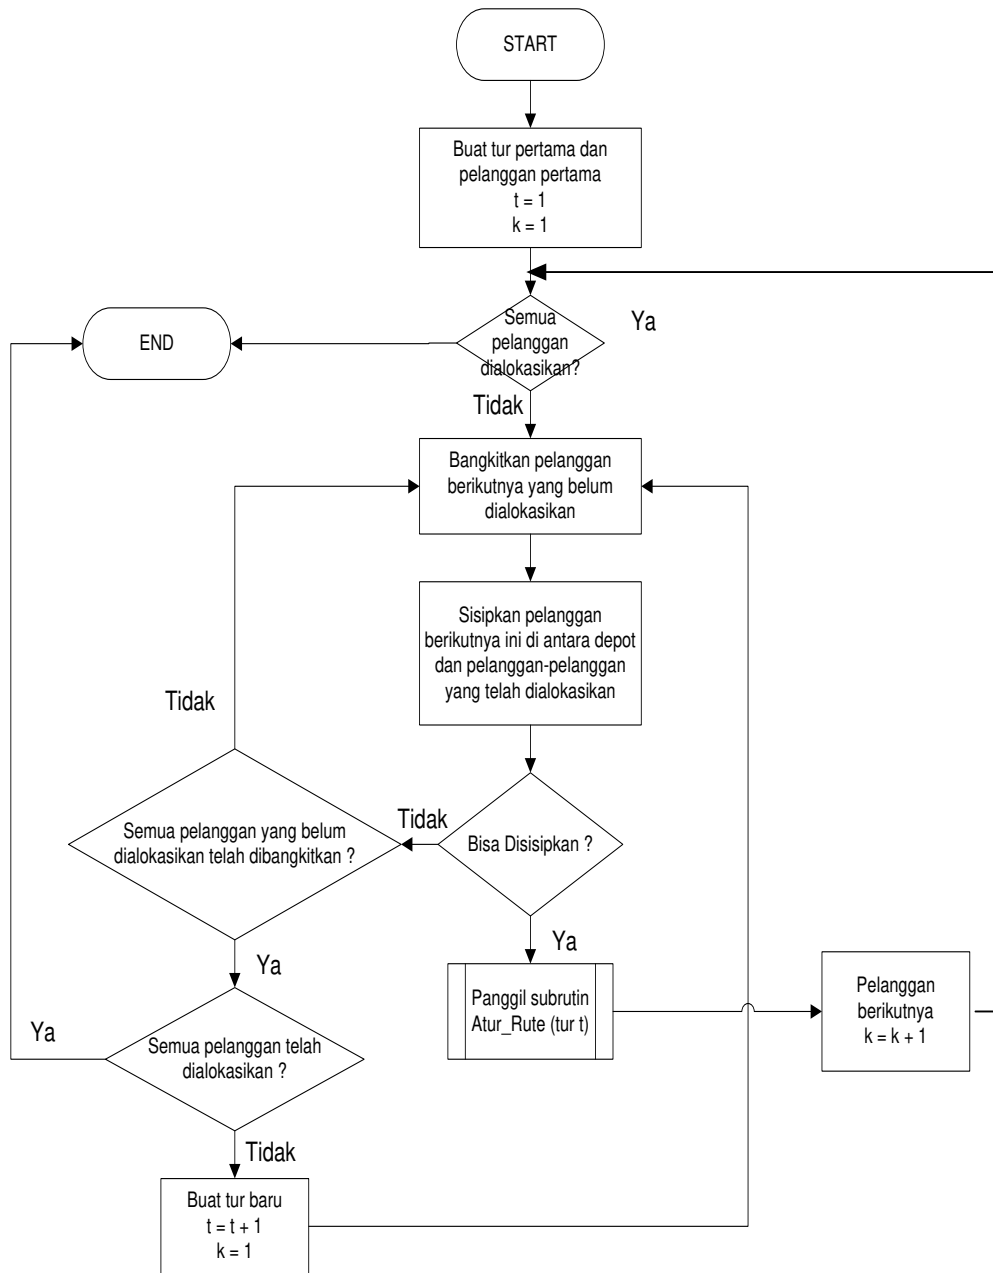 START
Buat tur pertama dan
pelanggan pertama
t = 1
k = 1
Semua
pelanggan
dialokasikan?
Ya
END
Tidak
Bangkitkan pelanggan
berikutnya yang belum
dialokasikan
Sisipkan pelanggan
berikutnya ini di antara depot
dan pelanggan-pelanggan
yang telah dialokasikan
Tidak
Semua pelanggan yang belum
dialokasikan telah dibangkitkan ?
Tidak
Bisa Disisipkan ?
Ya
Ya
Panggil subrutin
Atur_Rute (tur t)
Pelanggan
berikutnya
k = k + 1
Ya
Semua pelanggan telah
dialokasikan ?
Tidak
Buat tur baru
t = t + 1
k = 1